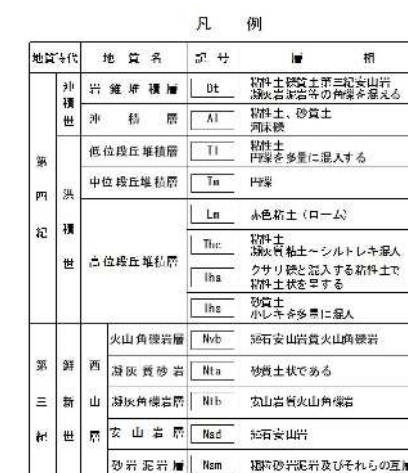 凡 例
地質時代 地質名 記号 層相
第四紀 沖積世 岩錐堆積層 Dt 粘性土礫質土第三紀安山岩
凝灰岩泥岩等の角礫を混える
沖積層 Al 粘性土、砂質土
河床礫
洪積世 低位段丘堆積層 Tl 粘性土
円礫を多量に混入する
中位段丘堆積層 Tm 円礫
高位段丘堆積層 Lm 赤色粘土(ローム)
Thc 粘性土
凝灰質粘土~シルトレキ混入
Ths クサリ礫と混入する粘性土で
粘性土状を呈する
Ths 砂質土
小レキを多量に混入
第三紀 鮮新世 西山層 火山角礫岩層 Nvb 安山岩質火山角礫岩
凝灰質砂岩 Nta 砂質土状である
凝灰角礫岩層 Ntb 安山岩質火山角礫岩
安山岩層 Nad 安山岩
砂岩泥岩層 Nsm 粗粒砂岩泥岩及びそれらの互層